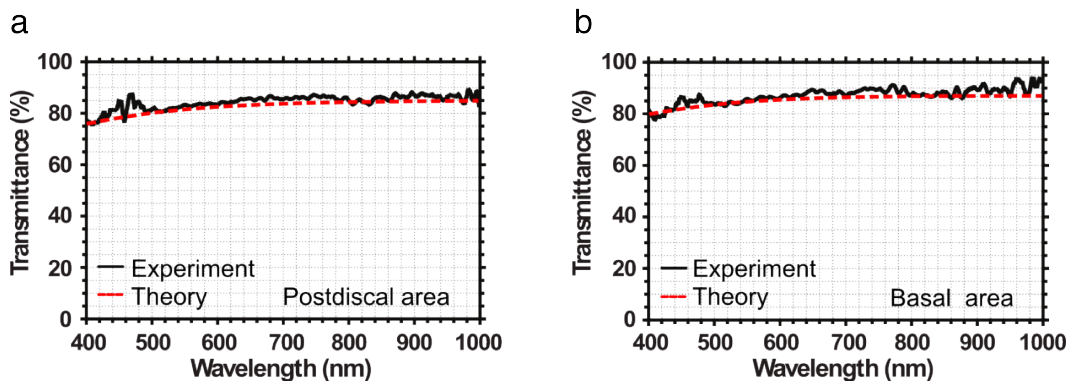 a
100
80
60
40
20
0
Transmittance (%)
Experiment
Theory
Postdiscal area
400 500 600 700 800 900 1000
Wavelength (nm)
b
100
80
60
40
20
0
Transmittance (%)
Experiment
Theory
Basal area
400 500 600 700 800 900 1000
Wavelength (nm)